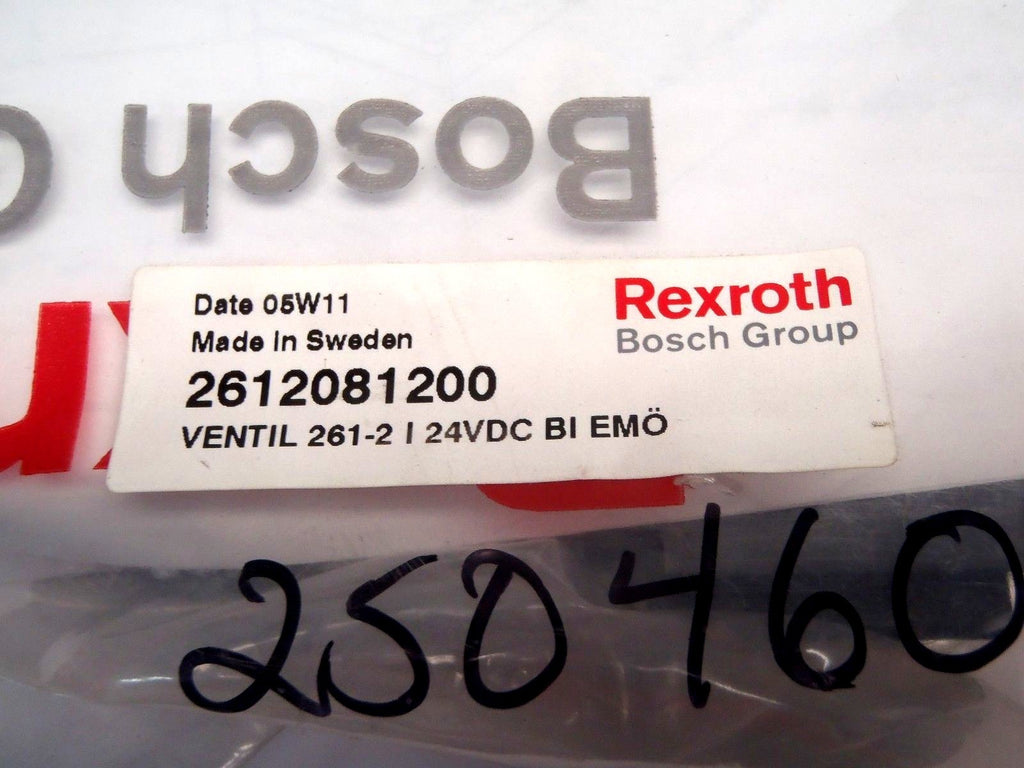 Bosch G
Date 05W11
Made in Sweden
2612081200
VENTIL 261-2 I 24VDC BI EMÖ
Rexroth
Bosch Group
250460